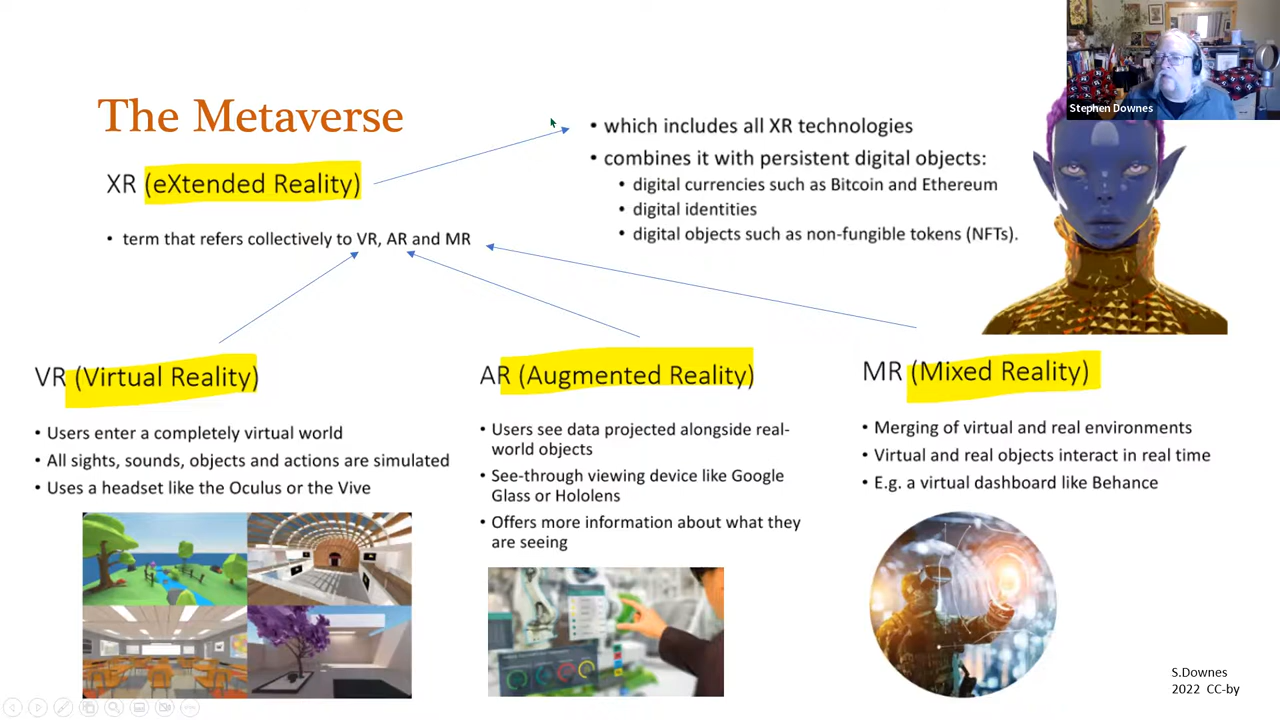 The Metaverse
XR (eXtended Reality)
• term that refers collectively to VR, AR and MR
• which includes all XR technologies
• combines it with persistent digital objects:
• digital currencies such as Bitcoin and Ethereum
• digital identities
• digital objects such as non-fungible tokens (NFTs).
Stephen Downes
VR (Virtual Reality)
• Users enter a completely virtual world
• All sights, sounds, objects and actions are simulated
• Uses a headset like the Oculus or the Vive
AR (Augmented Reality)
• Users see data projected alongside real-
world objects
• See-through viewing device like Google
Glass or Hololens
• Offers more information about what they
are seeing
MR (Mixed Reality)
• Merging of virtual and real environments
• Virtual and real objects interact in real time
• E.g. a virtual dashboard like Behance
S.Downes
2022 CC-by